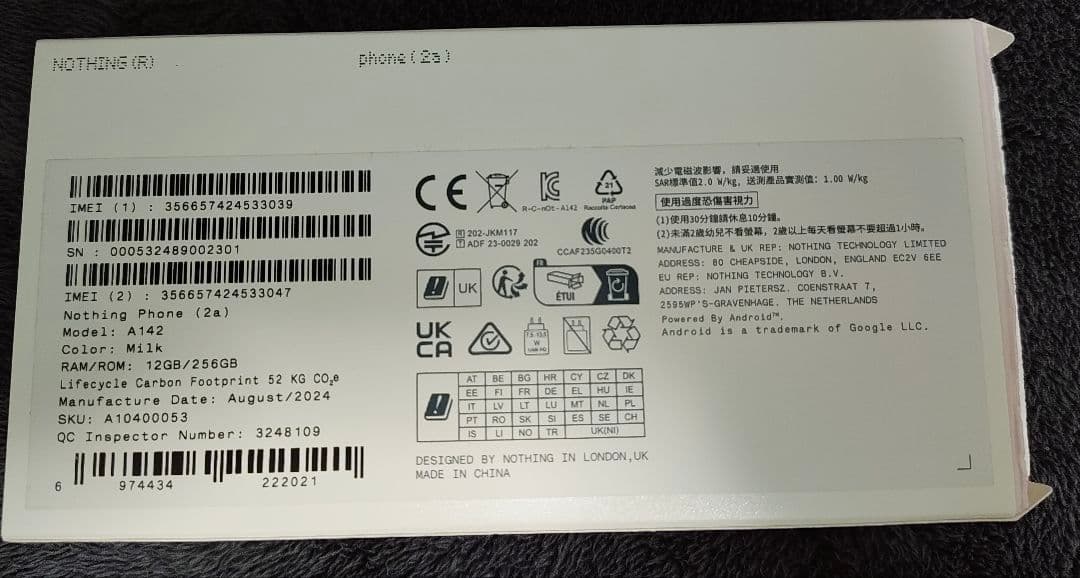 NOTHING(R)
phone(2a)
IMEI (1) : 356657424533039
SN : 000532489002301
IMEI (2) : 356657424533047
Nothing Phone (2a)
Model: A142
Color: Milk
RAM/ROM: 12GB/256GB
Lifecycle Carbon Footprint 52 KG CO₂e
Manufacture Date: August/2024
SKU: A10400053
QC Inspector Number: 3248109
6 974434 222021
CE
R-C-nOt-A142
21
PAP
Raccolta Cartacea
R 202-JKM117
T ADF 23-0029 202
CCAF235G0400T2
UK
FR
ÉTUI
UK
CA
7.5-10.5
W
USB PD
AT BE BG HR CY CZ DK
EE FI FR DE EL HU IE
IT LV LT LU MT NL PL
PT RO SK SI ES SE CH
IS LI NO TR UK(NI)
DESIGNED BY NOTHING IN LONDON,UK
MADE IN CHINA
減少電磁波影響，請妥適使用
SAR標準值2.0 W/kg, 送測產品實測值: 1.00 W/kg
使用過度恐傷害視力
(1)使用30分鐘請休息10分鐘。
(2)未滿2歲幼兒不看螢幕，2歲以上每天看螢幕不要超過1小時。
MANUFACTURE & UK REP: NOTHING TECHNOLOGY LIMITED
ADDRESS: 80 CHEAPSIDE, LONDON, ENGLAND EC2V 6EE
EU REP: NOTHING TECHNOLOGY B.V.
ADDRESS: JAN PIETERSZ. COENSTRAAT 7,
2595WP'S-GRAVENHAGE. THE NETHERLANDS
Powered By Android™.
Android is a trademark of Google LLC.